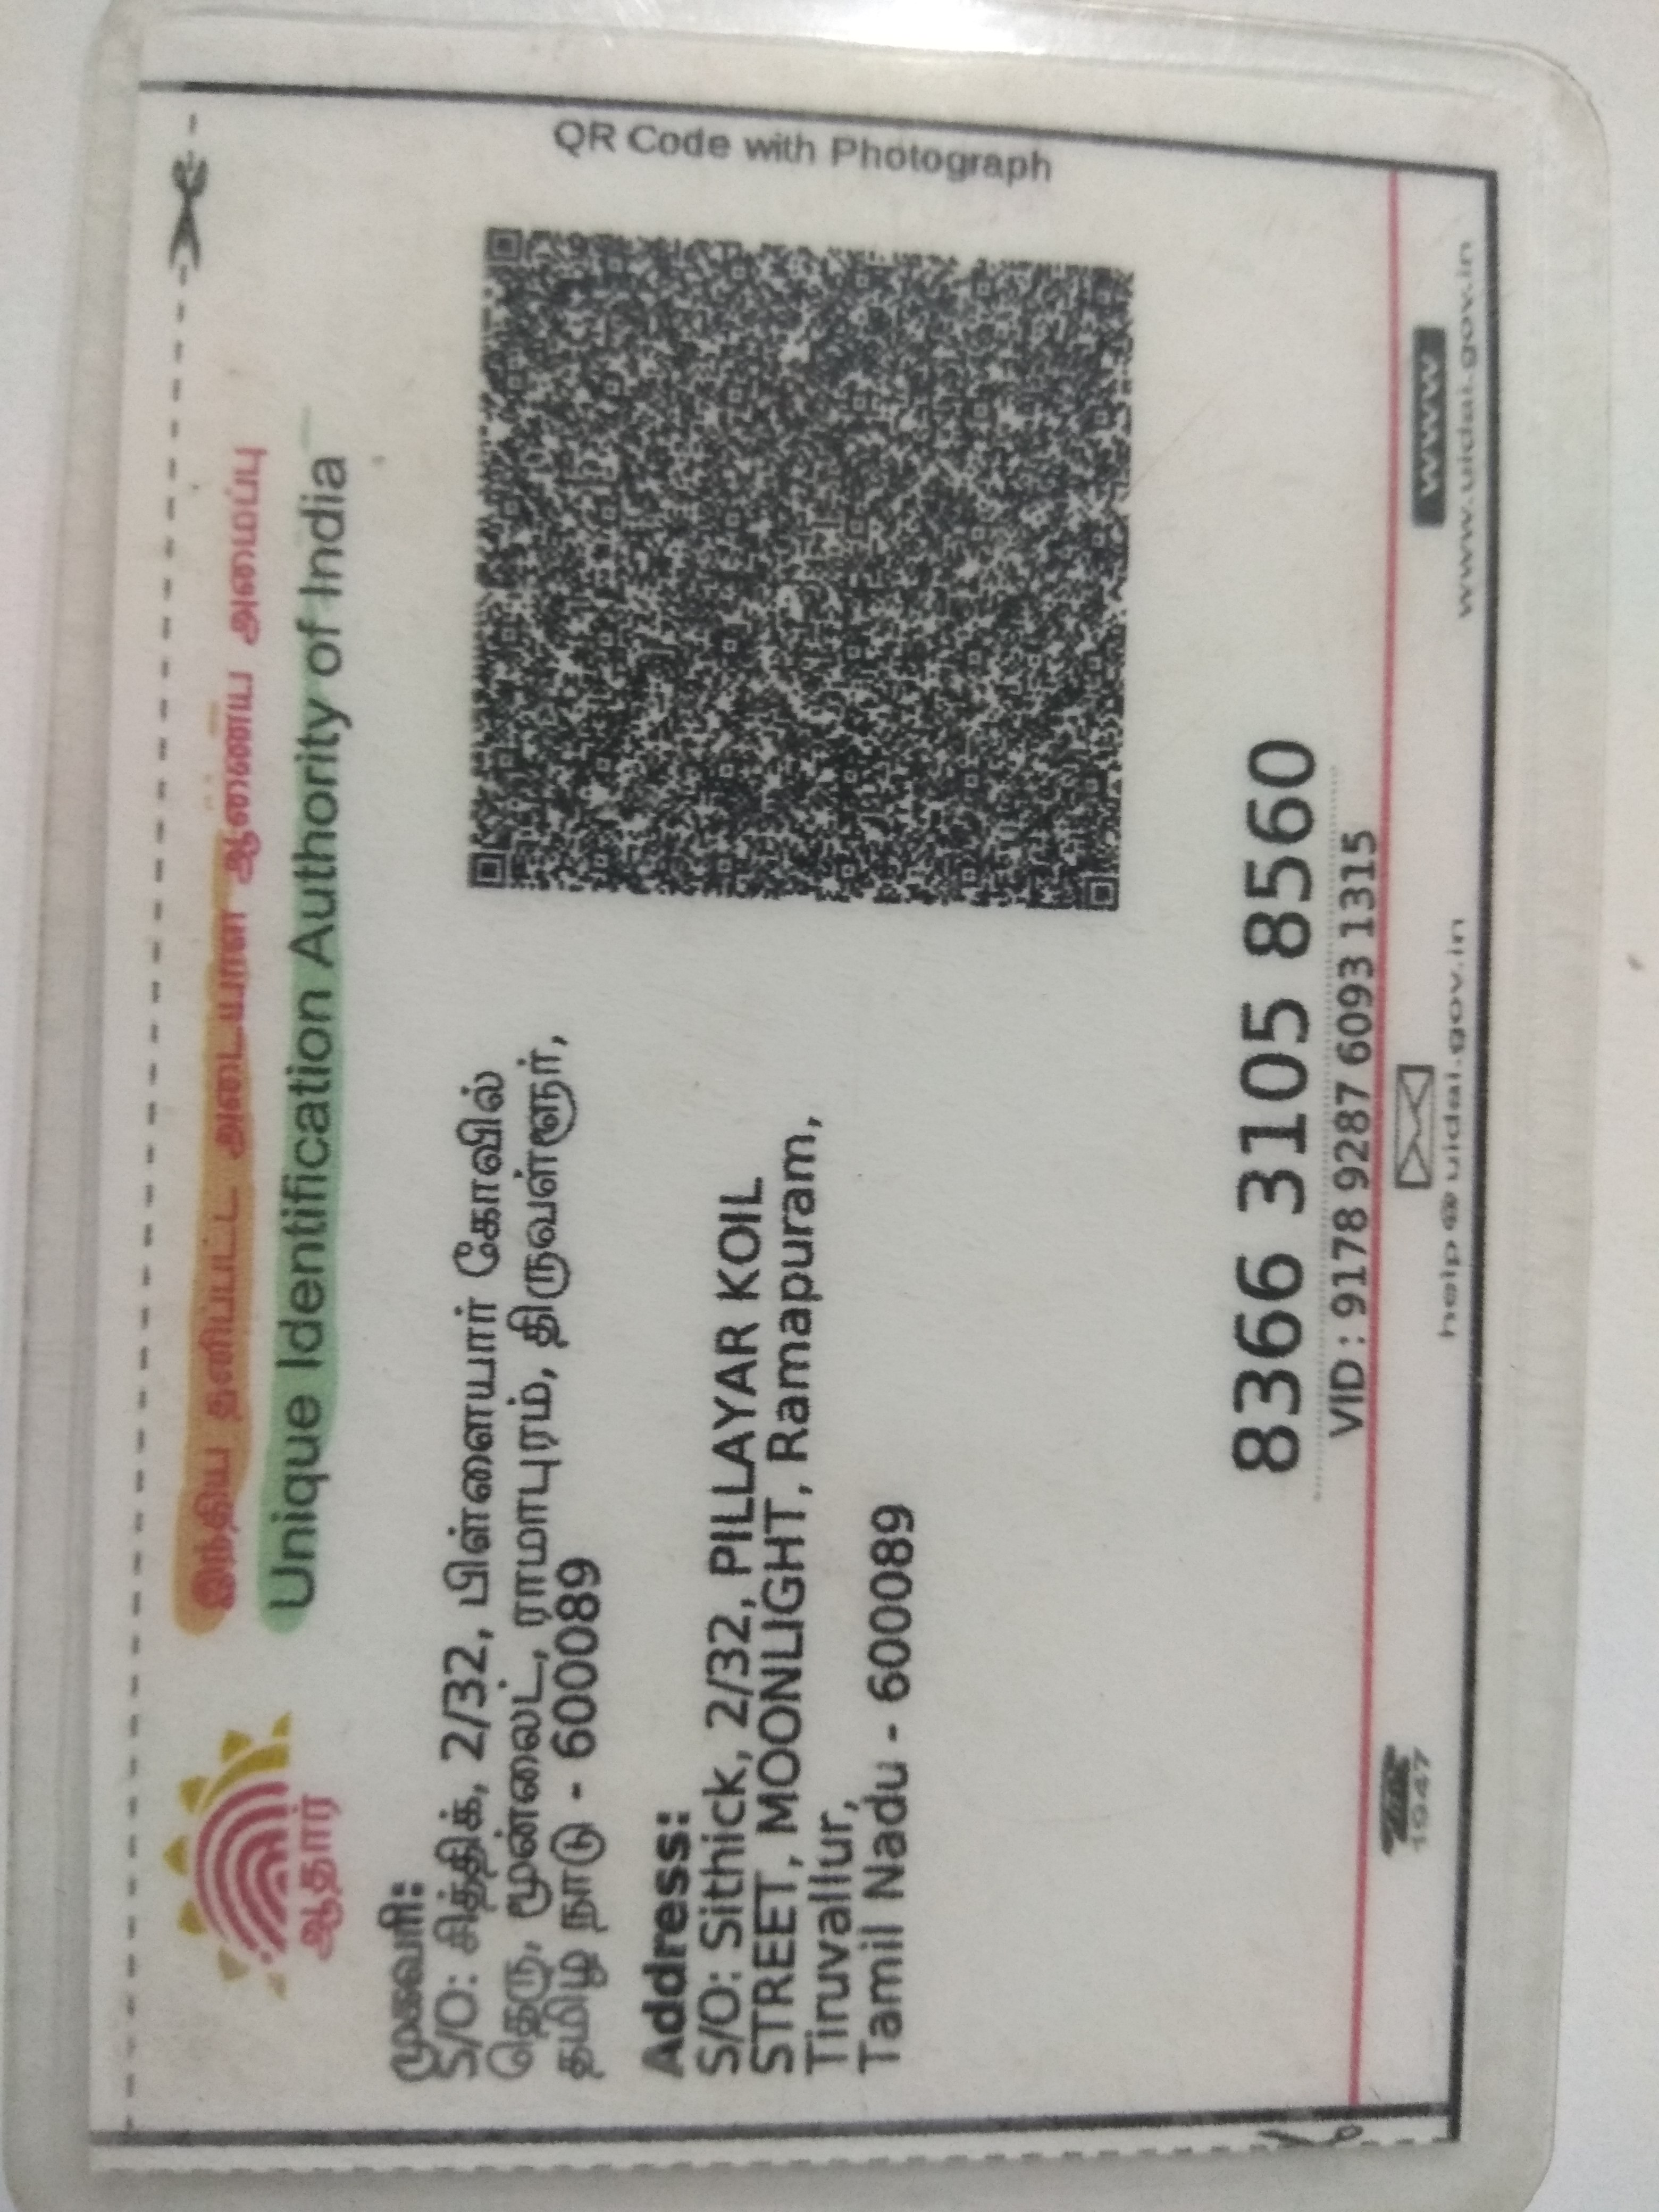 இந்திய தனிப்பட்ட அடையாள ஆணைய அமைப்பு
Unique Identification Authority of India
ஆதார்
முகவரி:
S/O: சித்திக், 2/32, பிள்ளையார் கோவில்
தெரு, மூன்லைட், ராமாபுரம், திருவள்ளூர்,
தமிழ் நாடு - 600089
Address:
S/O: Sithick, 2/32, PILLAYAR KOIL
STREET, MOONLIGHT, Ramapuram,
Tiruvallur,
Tamil Nadu - 600089
QR Code with Photograph
8366 3105 8560
VID : 9178 9287 6093 1315
1947
help@uidai.gov.in
www
www.uidai.gov.in